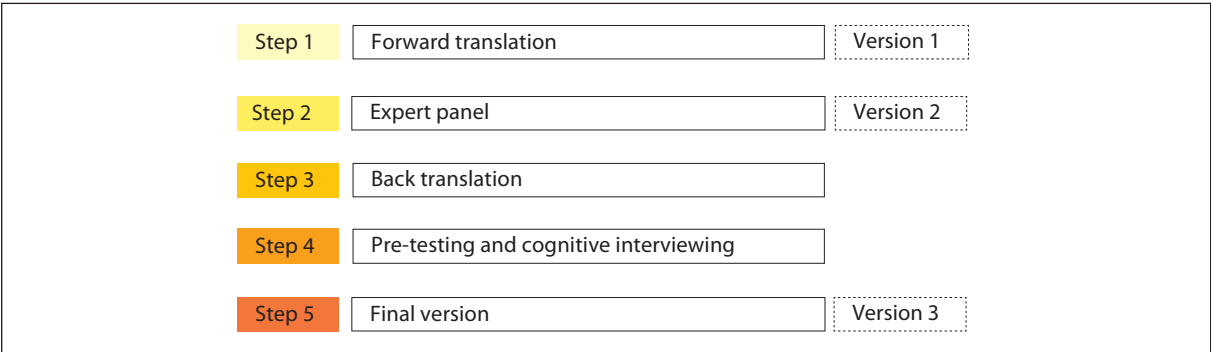 Step 1 Forward translation Version 1
Step 2 Expert panel Version 2
Step 3 Back translation
Step 4 Pre-testing and cognitive interviewing
Step 5 Final version Version 3